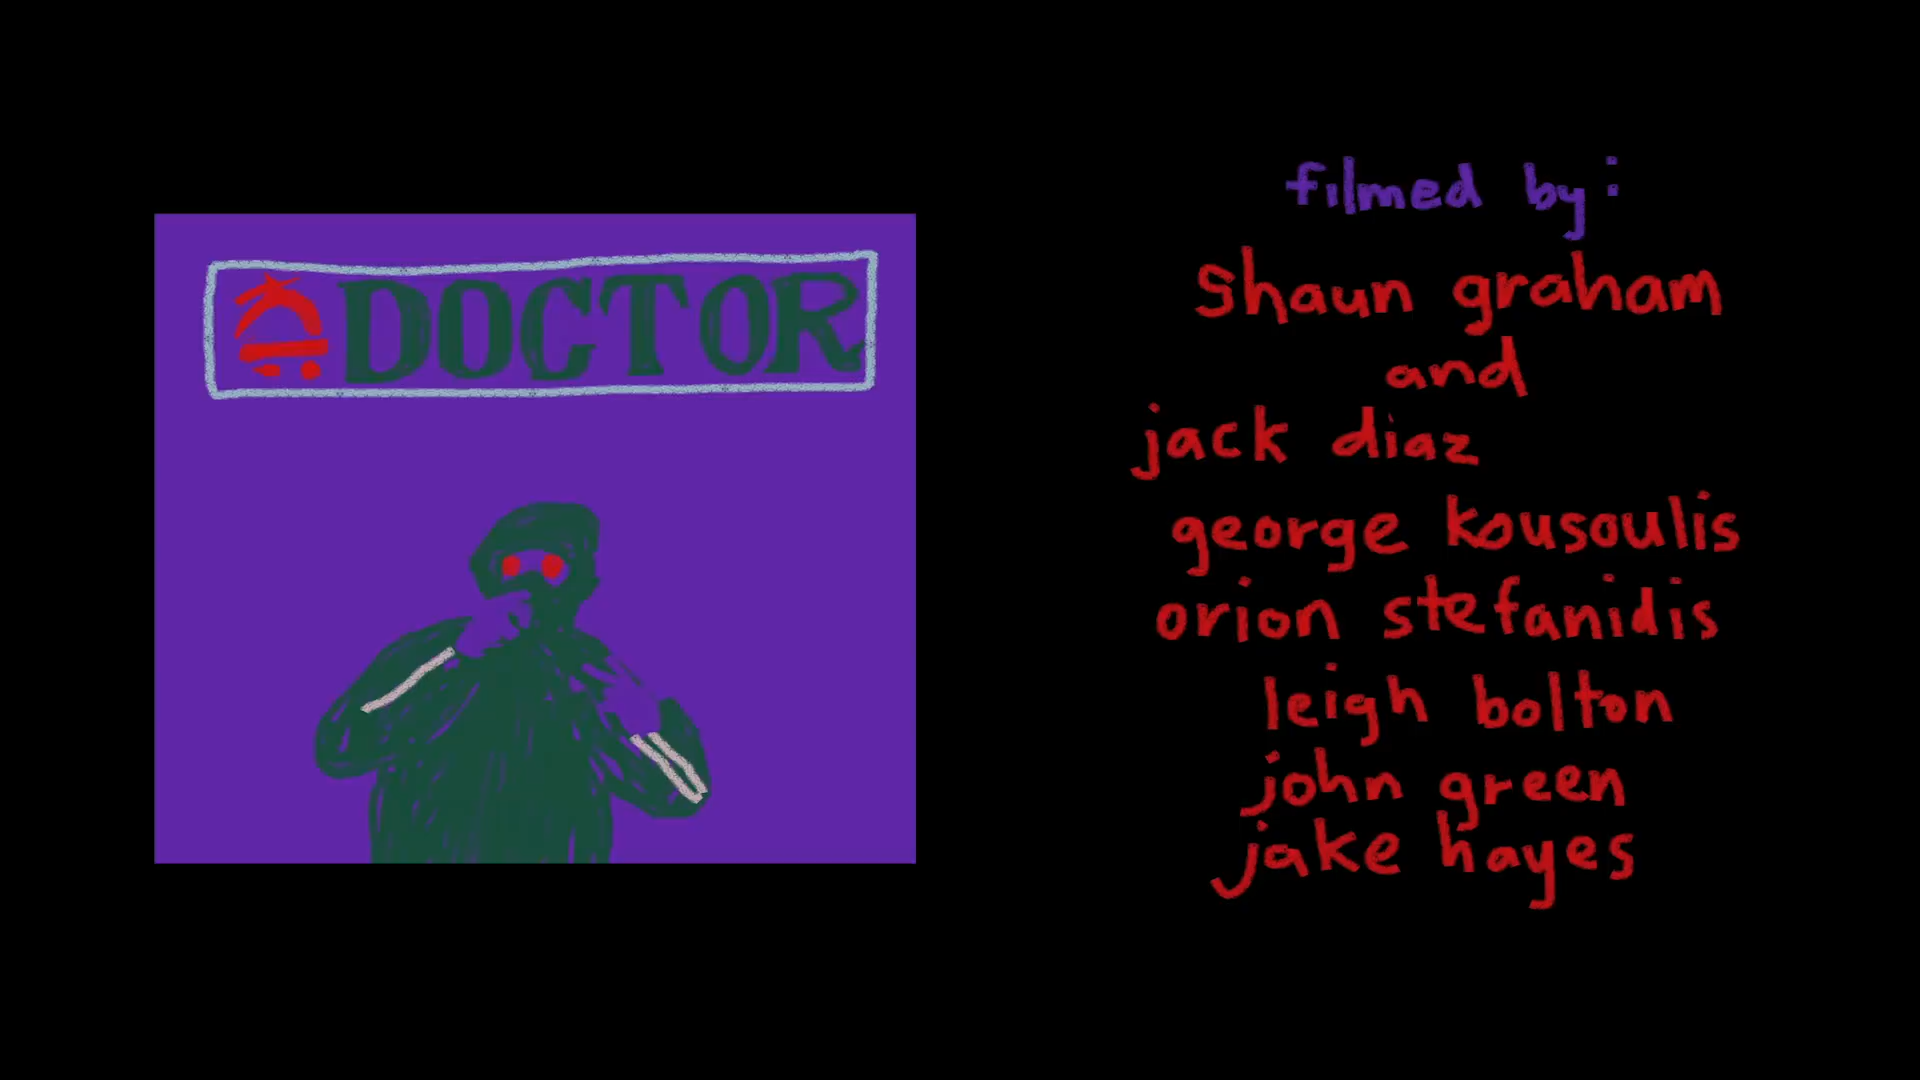 DOCTOR
filmed by:
shaun graham
and
jack diaz
george kousoulis
orion stefanidis
leigh bolton
john green
jake hayes